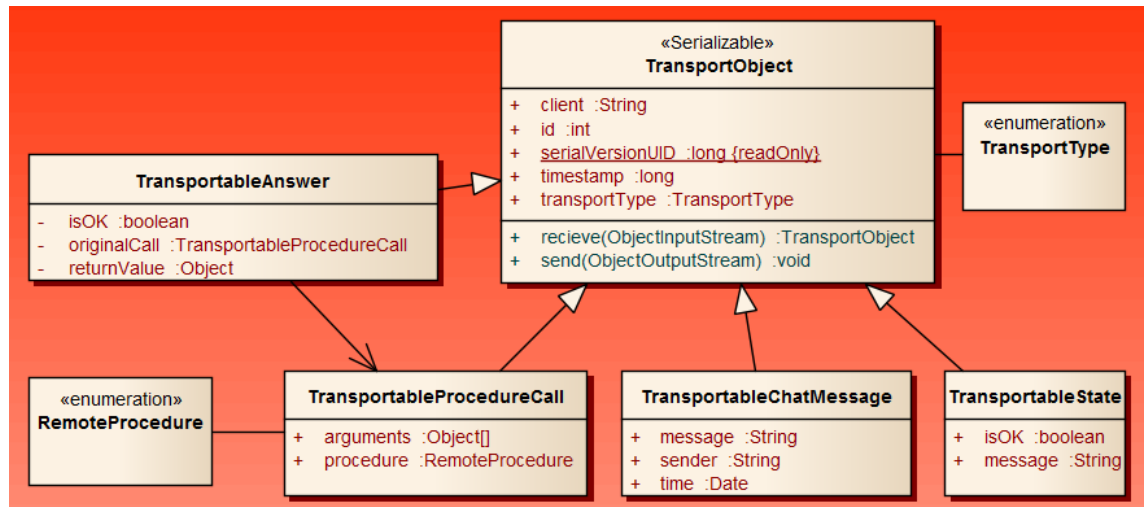 «Serializable»
TransportObject
+ client :String
+ id :int
+ serialVersionUID :long {readOnly}
+ timestamp :long
+ transportType :TransportType
+ recieve(ObjectInputStream) :TransportObject
+ send(ObjectOutputStream) :void
«enumeration»
TransportType
TransportableAnswer
- isOK :boolean
- originalCall :TransportableProcedureCall
- returnValue :Object
«enumeration»
RemoteProcedure
TransportableProcedureCall
+ arguments :Object[]
+ procedure :RemoteProcedure
TransportableChatMessage
+ message :String
+ sender :String
+ time :Date
TransportableState
+ isOK :boolean
+ message :String